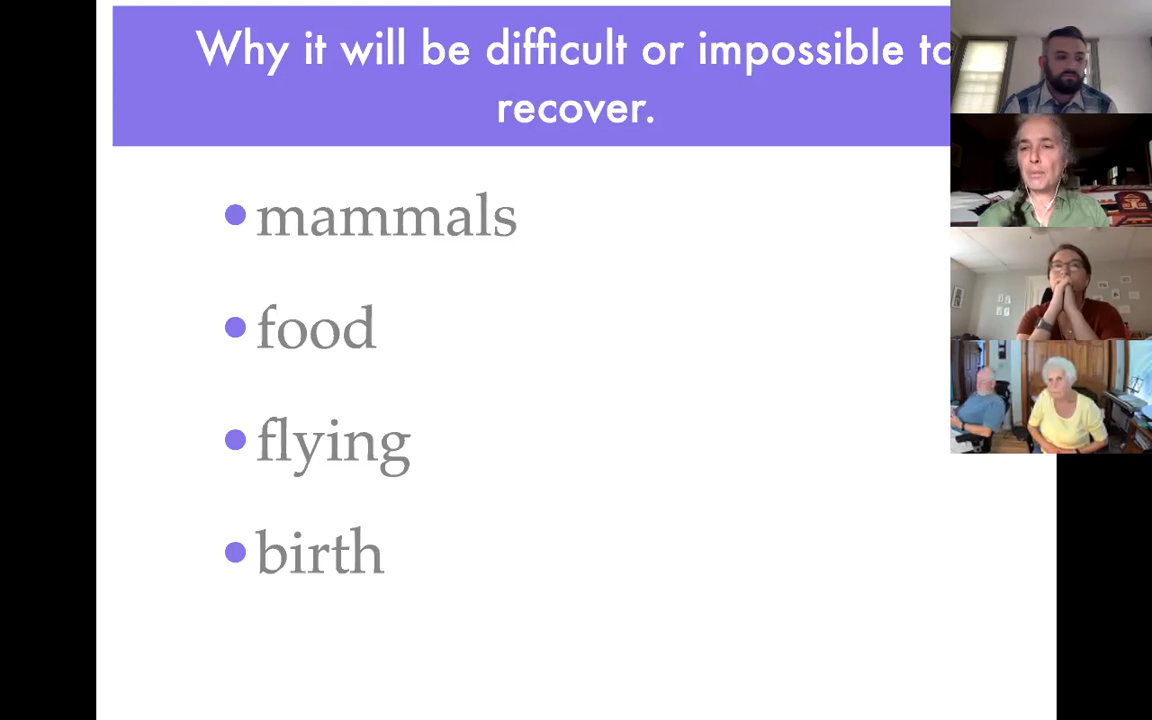 Why it will be difficult or impossible to
recover.
mammals
food
flying
birth